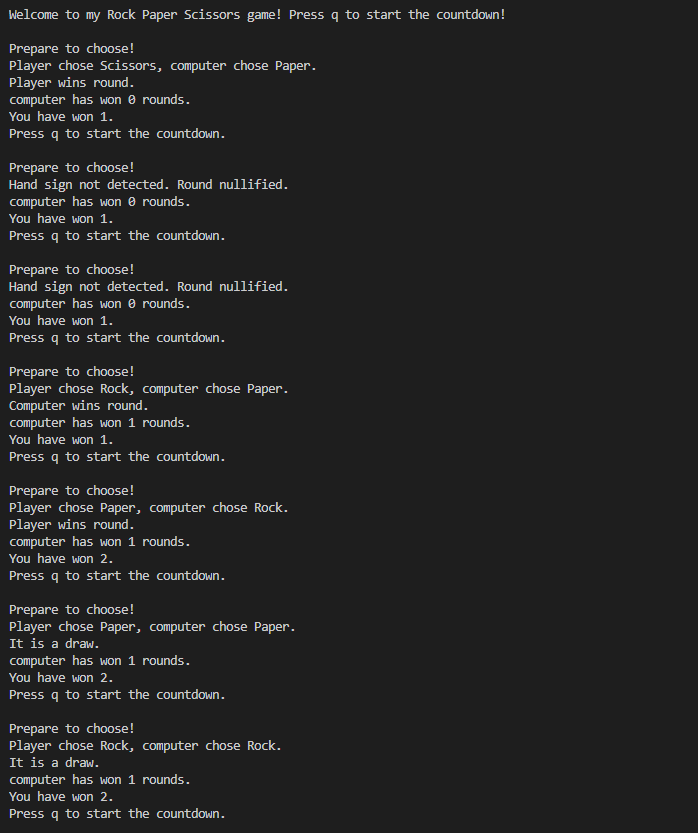 Welcome to my Rock Paper Scissors game! Press q to start the countdown!
Prepare to choose!
Player chose Scissors, computer chose Paper.
Player wins round.
computer has won 0 rounds.
You have won 1.
Press q to start the countdown.
Prepare to choose!
Hand sign not detected. Round nullified.
computer has won 0 rounds.
You have won 1.
Press q to start the countdown.
Prepare to choose!
Hand sign not detected. Round nullified.
computer has won 0 rounds.
You have won 1.
Press q to start the countdown.
Prepare to choose!
Player chose Rock, computer chose Paper.
Computer wins round.
computer has won 1 rounds.
You have won 1.
Press q to start the countdown.
Prepare to choose!
Player chose Paper, computer chose Rock.
Player wins round.
computer has won 1 rounds.
You have won 2.
Press q to start the countdown.
Prepare to choose!
Player chose Paper, computer chose Paper.
It is a draw.
computer has won 1 rounds.
You have won 2.
Press q to start the countdown.
Prepare to choose!
Player chose Rock, computer chose Rock.
It is a draw.
computer has won 1 rounds.
You have won 2.
Press q to start the countdown.